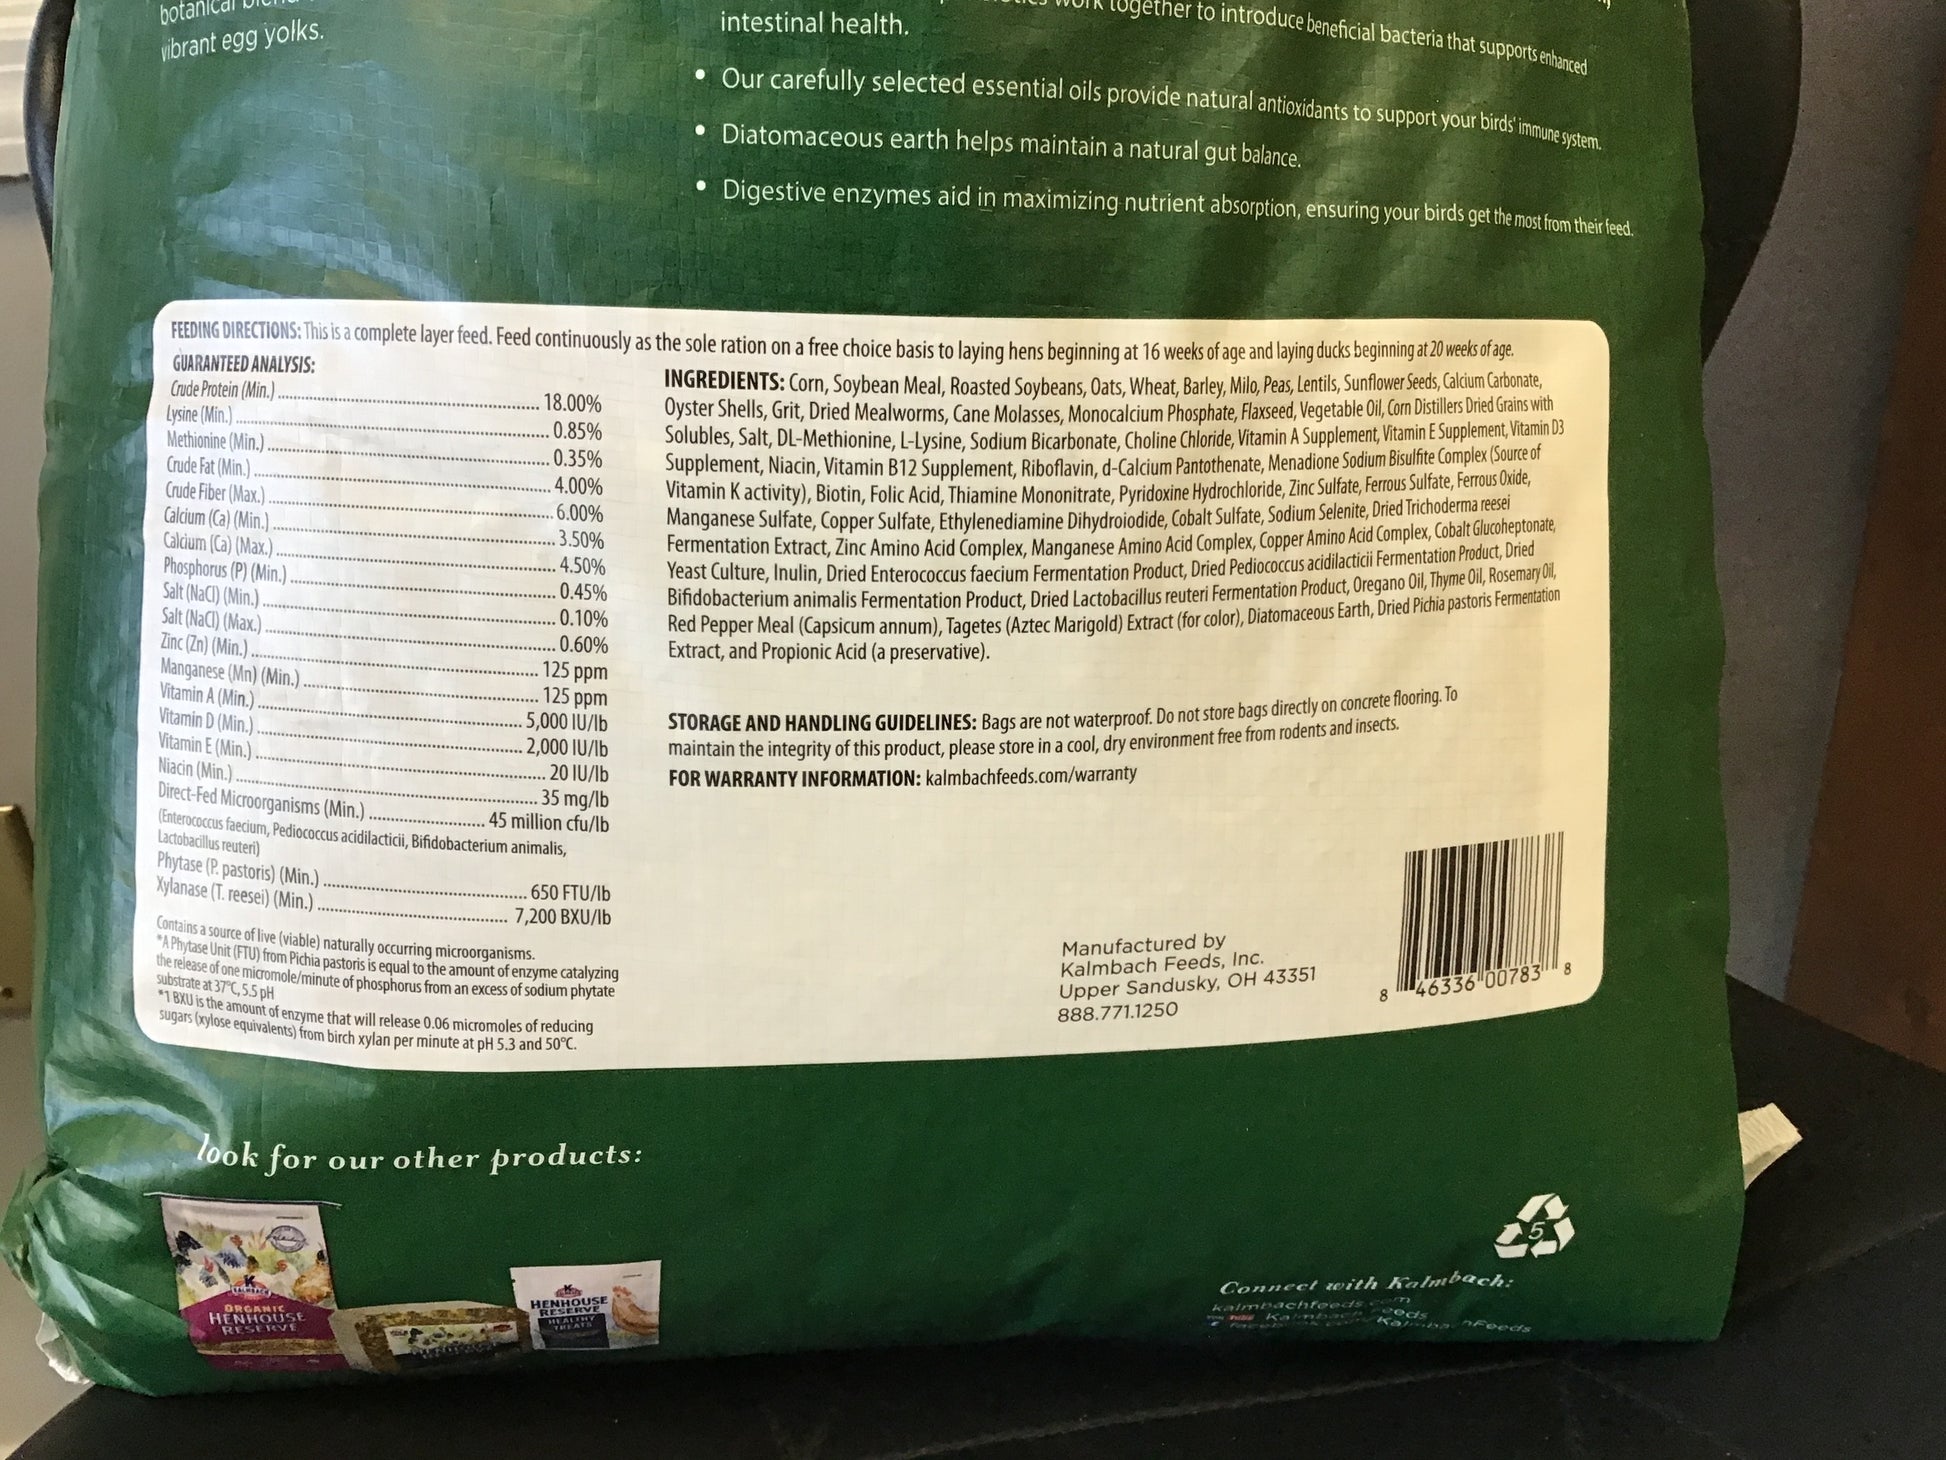 botanical
vibrant egg yolks.
work together to introduce beneficial bacteria that supports enhanced
intestinal health.
• Our carefully selected essential oils provide natural antioxidants to support your birds' immune system.
• Diatomaceous earth helps maintain a natural gut balance.
• Digestive enzymes aid in maximizing nutrient absorption, ensuring your birds get the most from their feed.
FEEDING DIRECTIONS: This is a complete layer feed. Feed continuously as the sole ration on a free choice basis to laying hens beginning at 16 weeks of age and laying ducks beginning at 20 weeks of age.
GUARANTEED ANALYSIS:
Crude Protein (Min.) 18.00%
Lysine (Min.) 0.85%
Methionine (Min.) 0.35%
Crude Fat (Min.) 4.00%
Crude Fiber (Max.) 6.00%
Calcium (Ca) (Min.) 3.50%
Calcium (Ca) (Max.) 4.50%
Phosphorus (P) (Min.) 0.45%
Salt (NaCl) (Min.) 0.10%
Salt (NaCl) (Max.) 0.60%
Zinc (Zn) (Min.) 125 ppm
Manganese (Mn) (Min.) 125 ppm
Vitamin A (Min.) 5,000 IU/lb
Vitamin D (Min.) 2,000 IU/lb
Vitamin E (Min.) 20 IU/lb
Niacin (Min.) 35 mg/lb
Direct-Fed Microorganisms (Min.) 45 million cfu/lb
(Enterococcus faecium, Pediococcus acidilacticii, Bifidobacterium animalis,
Lactobacillus reuteri)
Phytase (P. pastoris) (Min.) 650 FTU/lb
Xylanase (T. reesei) (Min.) 7,200 BXU/lb
Contains a source of live (viable) naturally occurring microorganisms.
*A Phytase Unit (FTU) from Pichia pastoris is equal to the amount of enzyme catalyzing
the release of one micromole/minute of phosphorus from an excess of sodium phytate
substrate at 37°C, 5.5 pH
*1 BXU is the amount of enzyme that will release 0.06 micromoles of reducing
sugars (xylose equivalents) from birch xylan per minute at pH 5.3 and 50°C.
INGREDIENTS: Corn, Soybean Meal, Roasted Soybeans, Oats, Wheat, Barley, Milo, Peas, Lentils, Sunflower Seeds, Calcium Carbonate,
Oyster Shells, Grit, Dried Mealworms, Cane Molasses, Monocalcium Phosphate, Flaxseed, Vegetable Oil, Corn Distillers Dried Grains with
Solubles, Salt, DL-Methionine, L-Lysine, Sodium Bicarbonate, Choline Chloride, Vitamin A Supplement, Vitamin E Supplement, Vitamin D3
Supplement, Niacin, Vitamin B12 Supplement, Riboflavin, d-Calcium Pantothenate, Menadione Sodium Bisulfite Complex (Source of
Vitamin K activity), Biotin, Folic Acid, Thiamine Mononitrate, Pyridoxine Hydrochloride, Zinc Sulfate, Ferrous Sulfate, Ferrous Oxide,
Manganese Sulfate, Copper Sulfate, Ethylenediamine Dihydroiodide, Cobalt Sulfate, Sodium Selenite, Dried Trichoderma reesei
Fermentation Extract, Zinc Amino Acid Complex, Manganese Amino Acid Complex, Copper Amino Acid Complex, Cobalt Glucoheptonate,
Yeast Culture, Inulin, Dried Enterococcus faecium Fermentation Product, Dried Pediococcus acidilacticii Fermentation Product, Dried
Bifidobacterium animalis Fermentation Product, Dried Lactobacillus reuteri Fermentation Product, Oregano Oil, Thyme Oil, Rosemary Oil,
Red Pepper Meal (Capsicum annum), Tagetes (Aztec Marigold) Extract (for color), Diatomaceous Earth, Dried Pichia pastoris Fermentation
Extract, and Propionic Acid (a preservative).
STORAGE AND HANDLING GUIDELINES: Bags are not waterproof. Do not store bags directly on concrete flooring. To
maintain the integrity of this product, please store in a cool, dry environment free from rodents and insects.
FOR WARRANTY INFORMATION: kalmbachfeeds.com/warranty
Manufactured by
Kalmbach Feeds, Inc.
Upper Sandusky, OH 43351
888.771.1250
8 46336 00783 8
look for our other products:
K
KALMBACH
ORGANIC
HENHOUSE
RESERVE
HENHOUSE
RESERVE
HEALTHY
TREATS
5
Connect with Kalmbach:
kalmbachfeeds.com